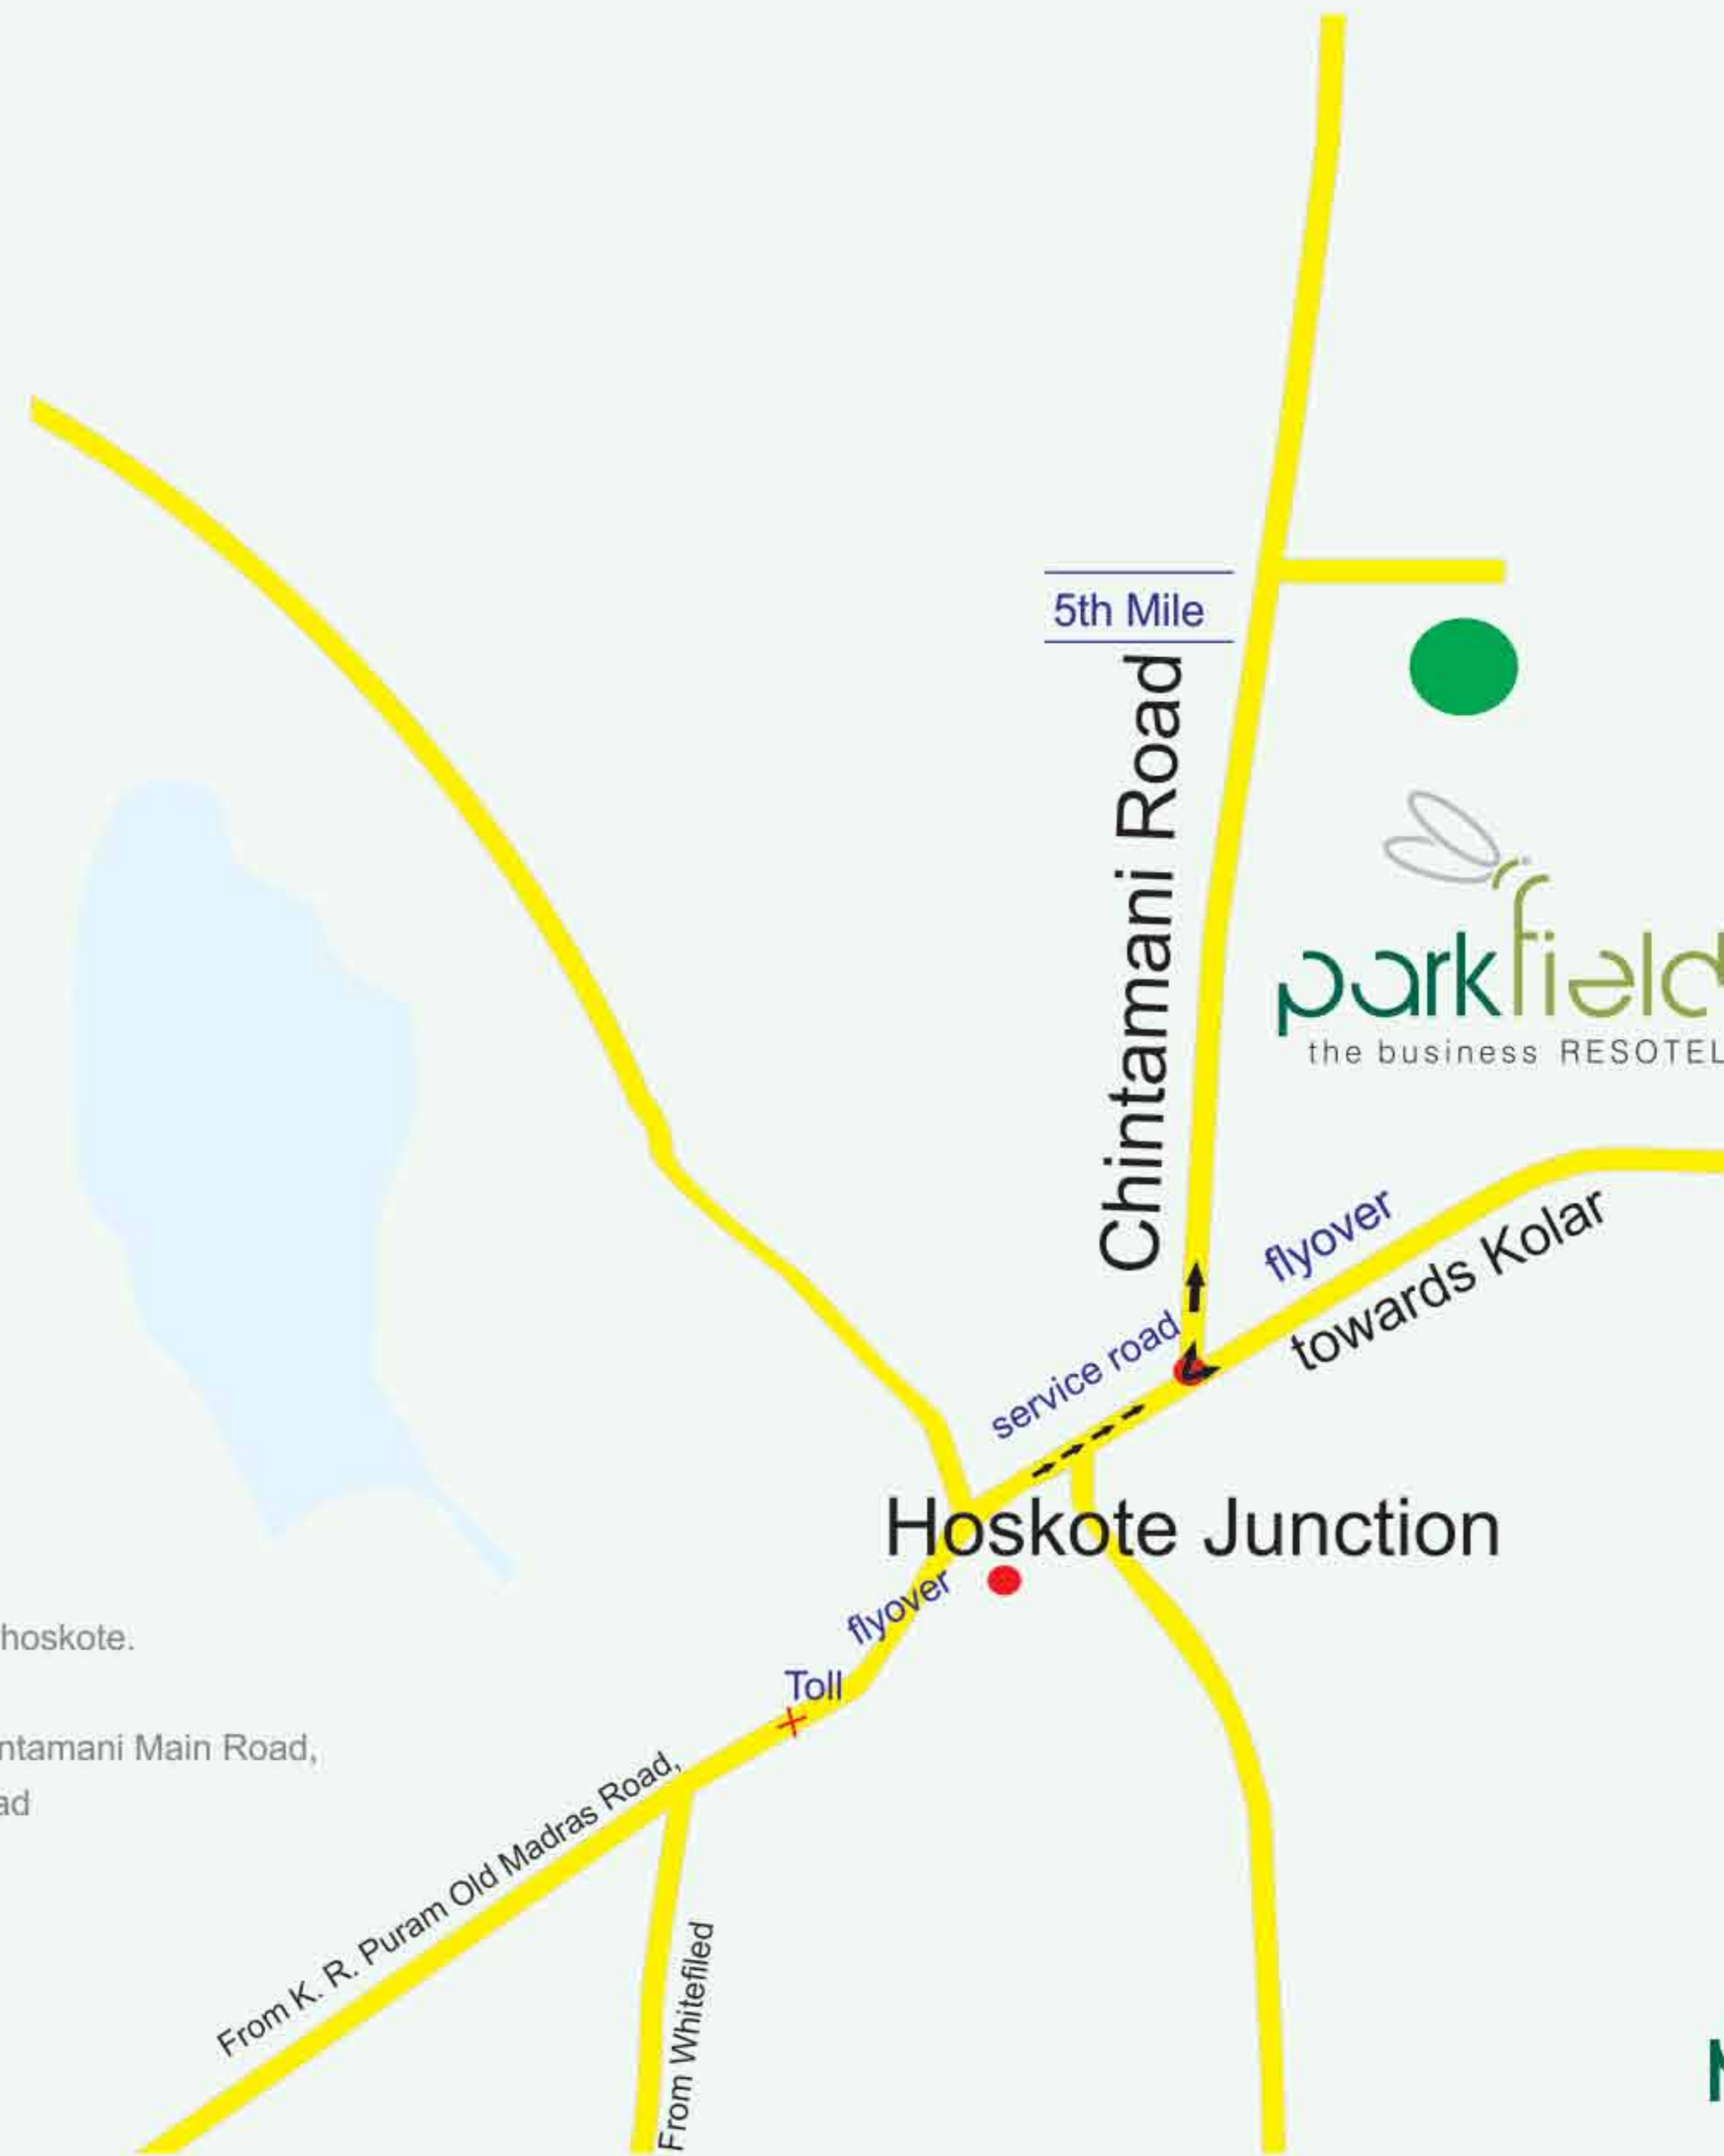 5th Mile
Chintamani Road
parkfield
the business RESOTEL
flyover
towards Kolar
service road
Hoskote Junction
flyover
hoskote.
Toll
ntamani Main Road,
ad
From K. R. Puram Old Madras Road,
From Whitefiled